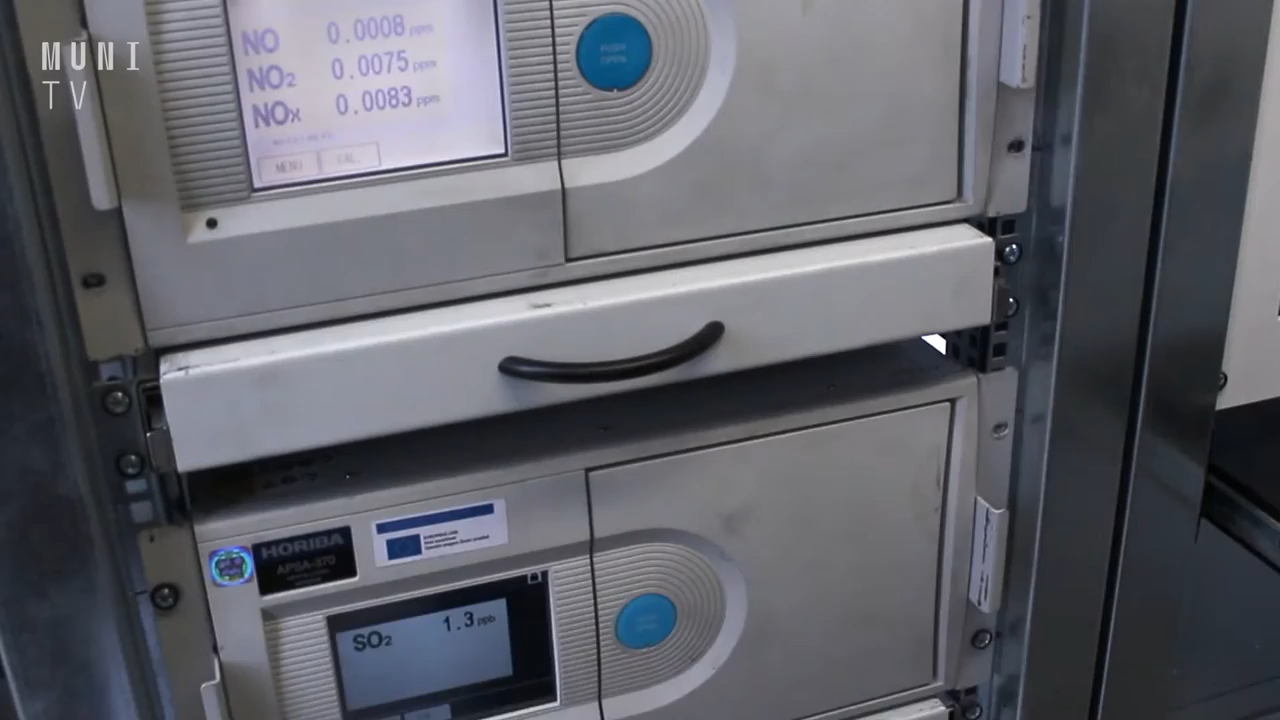 MUNI
TV
NO 0.0008 ppm
NO₂ 0.0075 ppm
NOx 0.0083 ppm
MENU CAL.
PUSH
OPEN
HORIBA
APSA-370
SO₂ 1.3 ppb